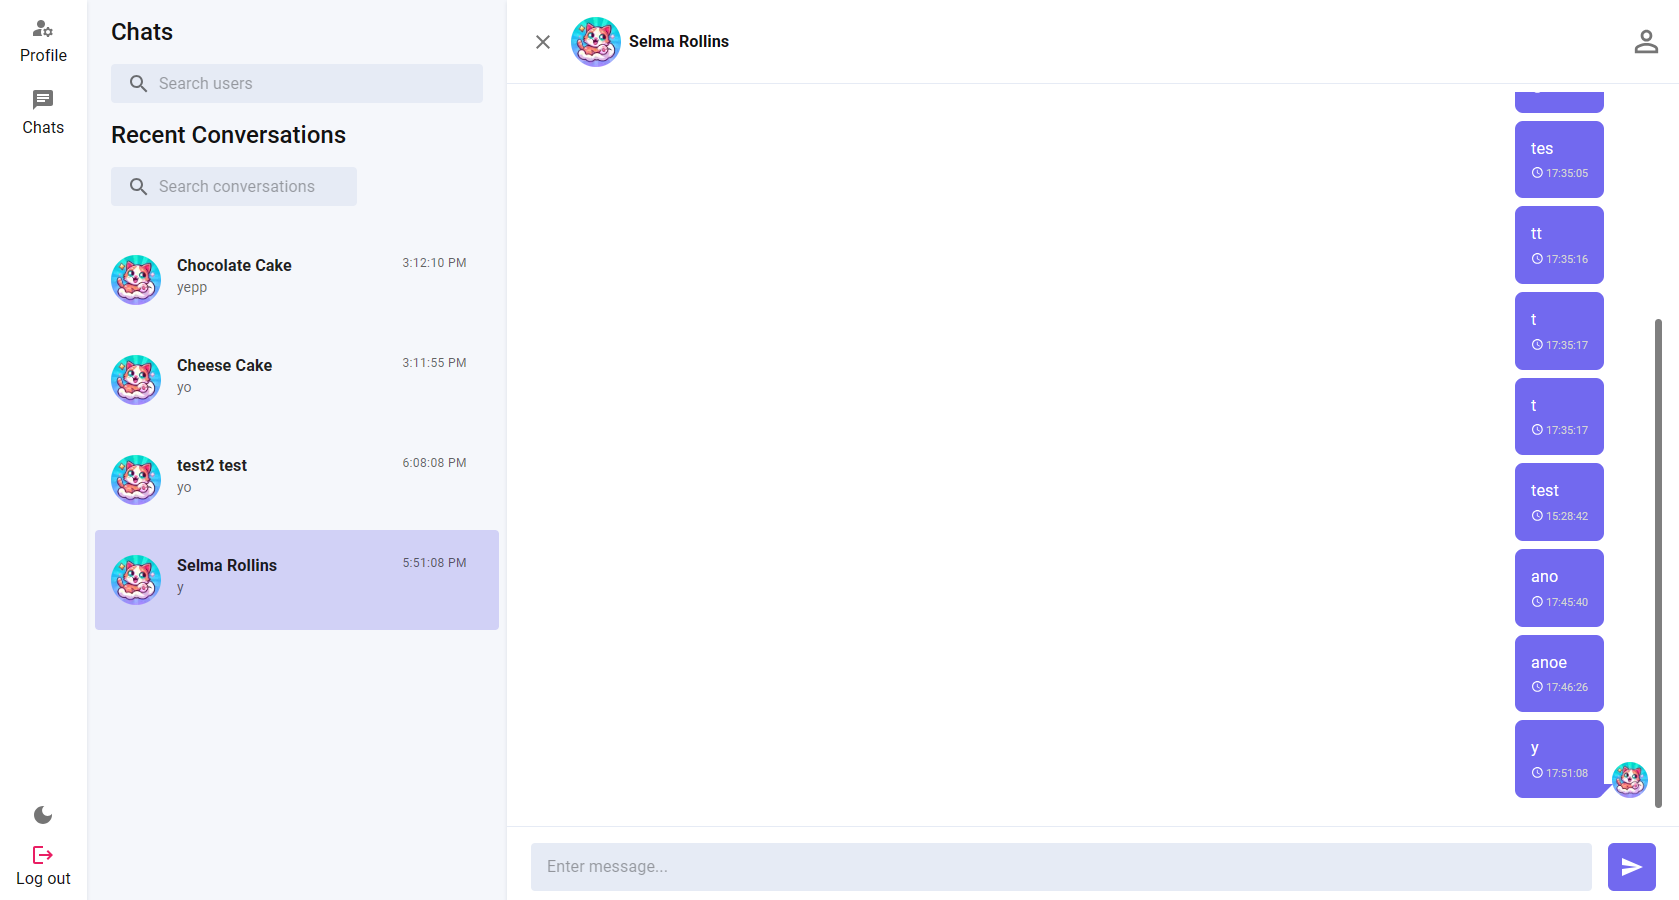 Profile
Chats
Log out
Chats
Search users
Recent Conversations
Search conversations
Chocolate Cake
3:12:10 PM
yepp
Cheese Cake
3:11:55 PM
yo
test2 test
6:08:08 PM
yo
Selma Rollins
5:51:08 PM
y
Selma Rollins
tes
17:35:05
tt
17:35:16
t
17:35:17
t
17:35:17
test
15:28:42
ano
17:45:40
anoe
17:46:26
y
17:51:08
Enter message...